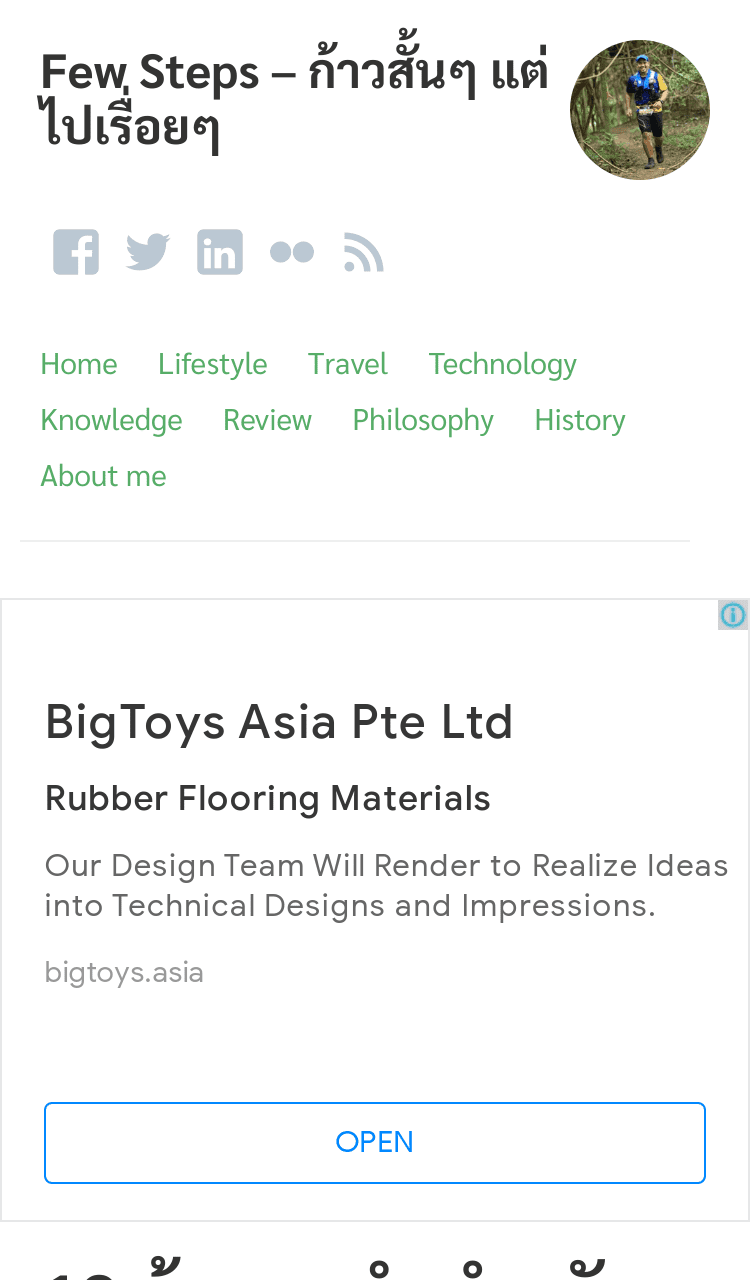 Few Steps – ก้าวสั้นๆ แต่
ไปเรื่อยๆ
Home Lifestyle Travel Technology
Knowledge Review Philosophy History
About me
BigToys Asia Pte Ltd
Rubber Flooring Materials
Our Design Team Will Render to Realize Ideas
into Technical Designs and Impressions.
bigtoys.asia
OPEN